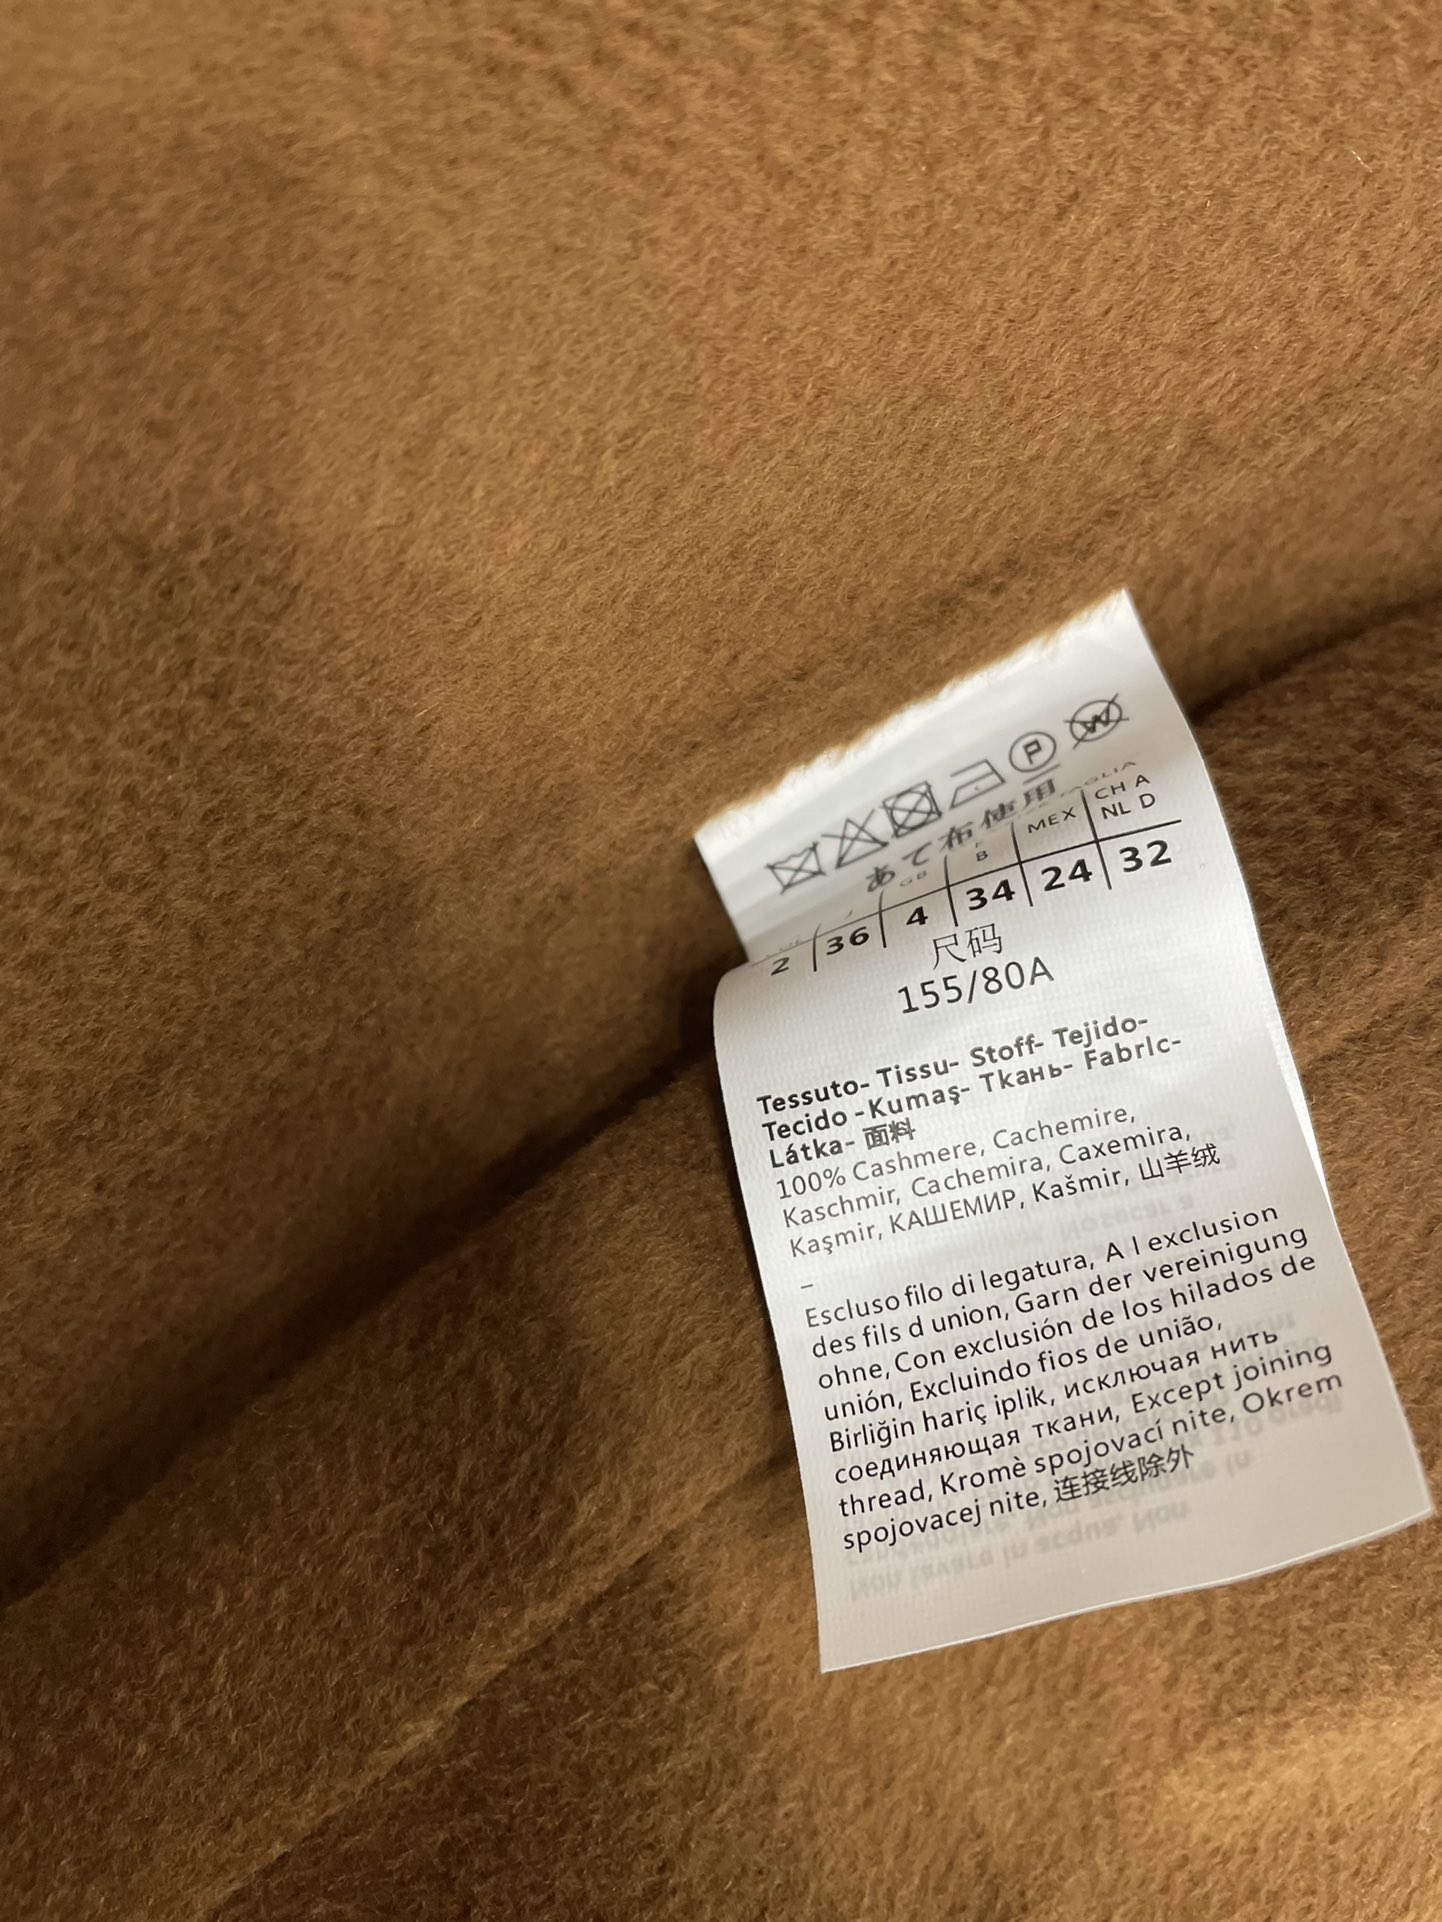 P W
あて布使用
GB B MEX CH A
NL D
2 36 4 34 24 32
尺码
155/80A
Tessuto- Tissu- Stoff- Tejido-
Tecido -Kumaş- Ткань- FabrIc-
Látka- 面料
100% Cashmere, Cachemire,
Kaschmir, Cachemira, Caxemira,
Kaşmir, КАШЕМИР, Kašmir, 山羊绒
–
Escluso filo di legatura, A l exclusion
des fils d union, Garn der vereinigung
ohne, Con exclusión de los hilados de
unión, Excluindo fios de união,
Birliğin hariç iplik, исключая нить
соединяющая ткани, Except joining
thread, Kromè spojovací nite, Okrem
spojovacej nite, 连接线除外